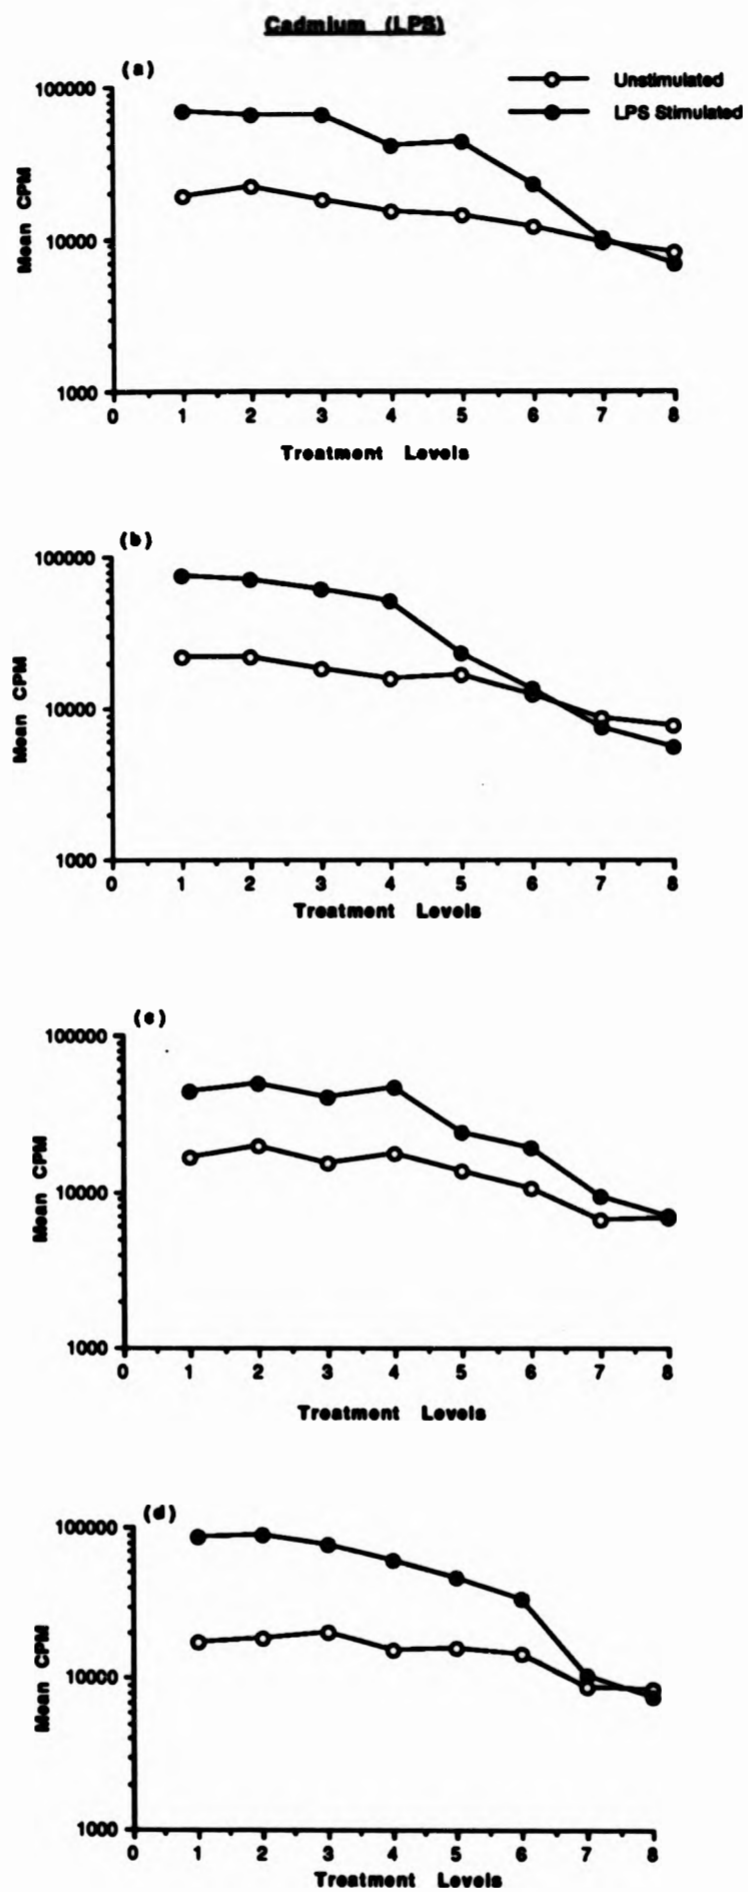 Cadmium (LPS)
(a)
Unstimulated
LPS Stimulated
100000
10000
1000
Mean CPM
0 1 2 3 4 5 6 7 8
Treatment Levels
(b)
100000
10000
1000
Mean CPM
0 1 2 3 4 5 6 7 8
Treatment Levels
(c)
100000
10000
1000
Mean CPM
0 1 2 3 4 5 6 7 8
Treatment Levels
(d)
100000
10000
1000
Mean CPM
0 1 2 3 4 5 6 7 8
Treatment Levels